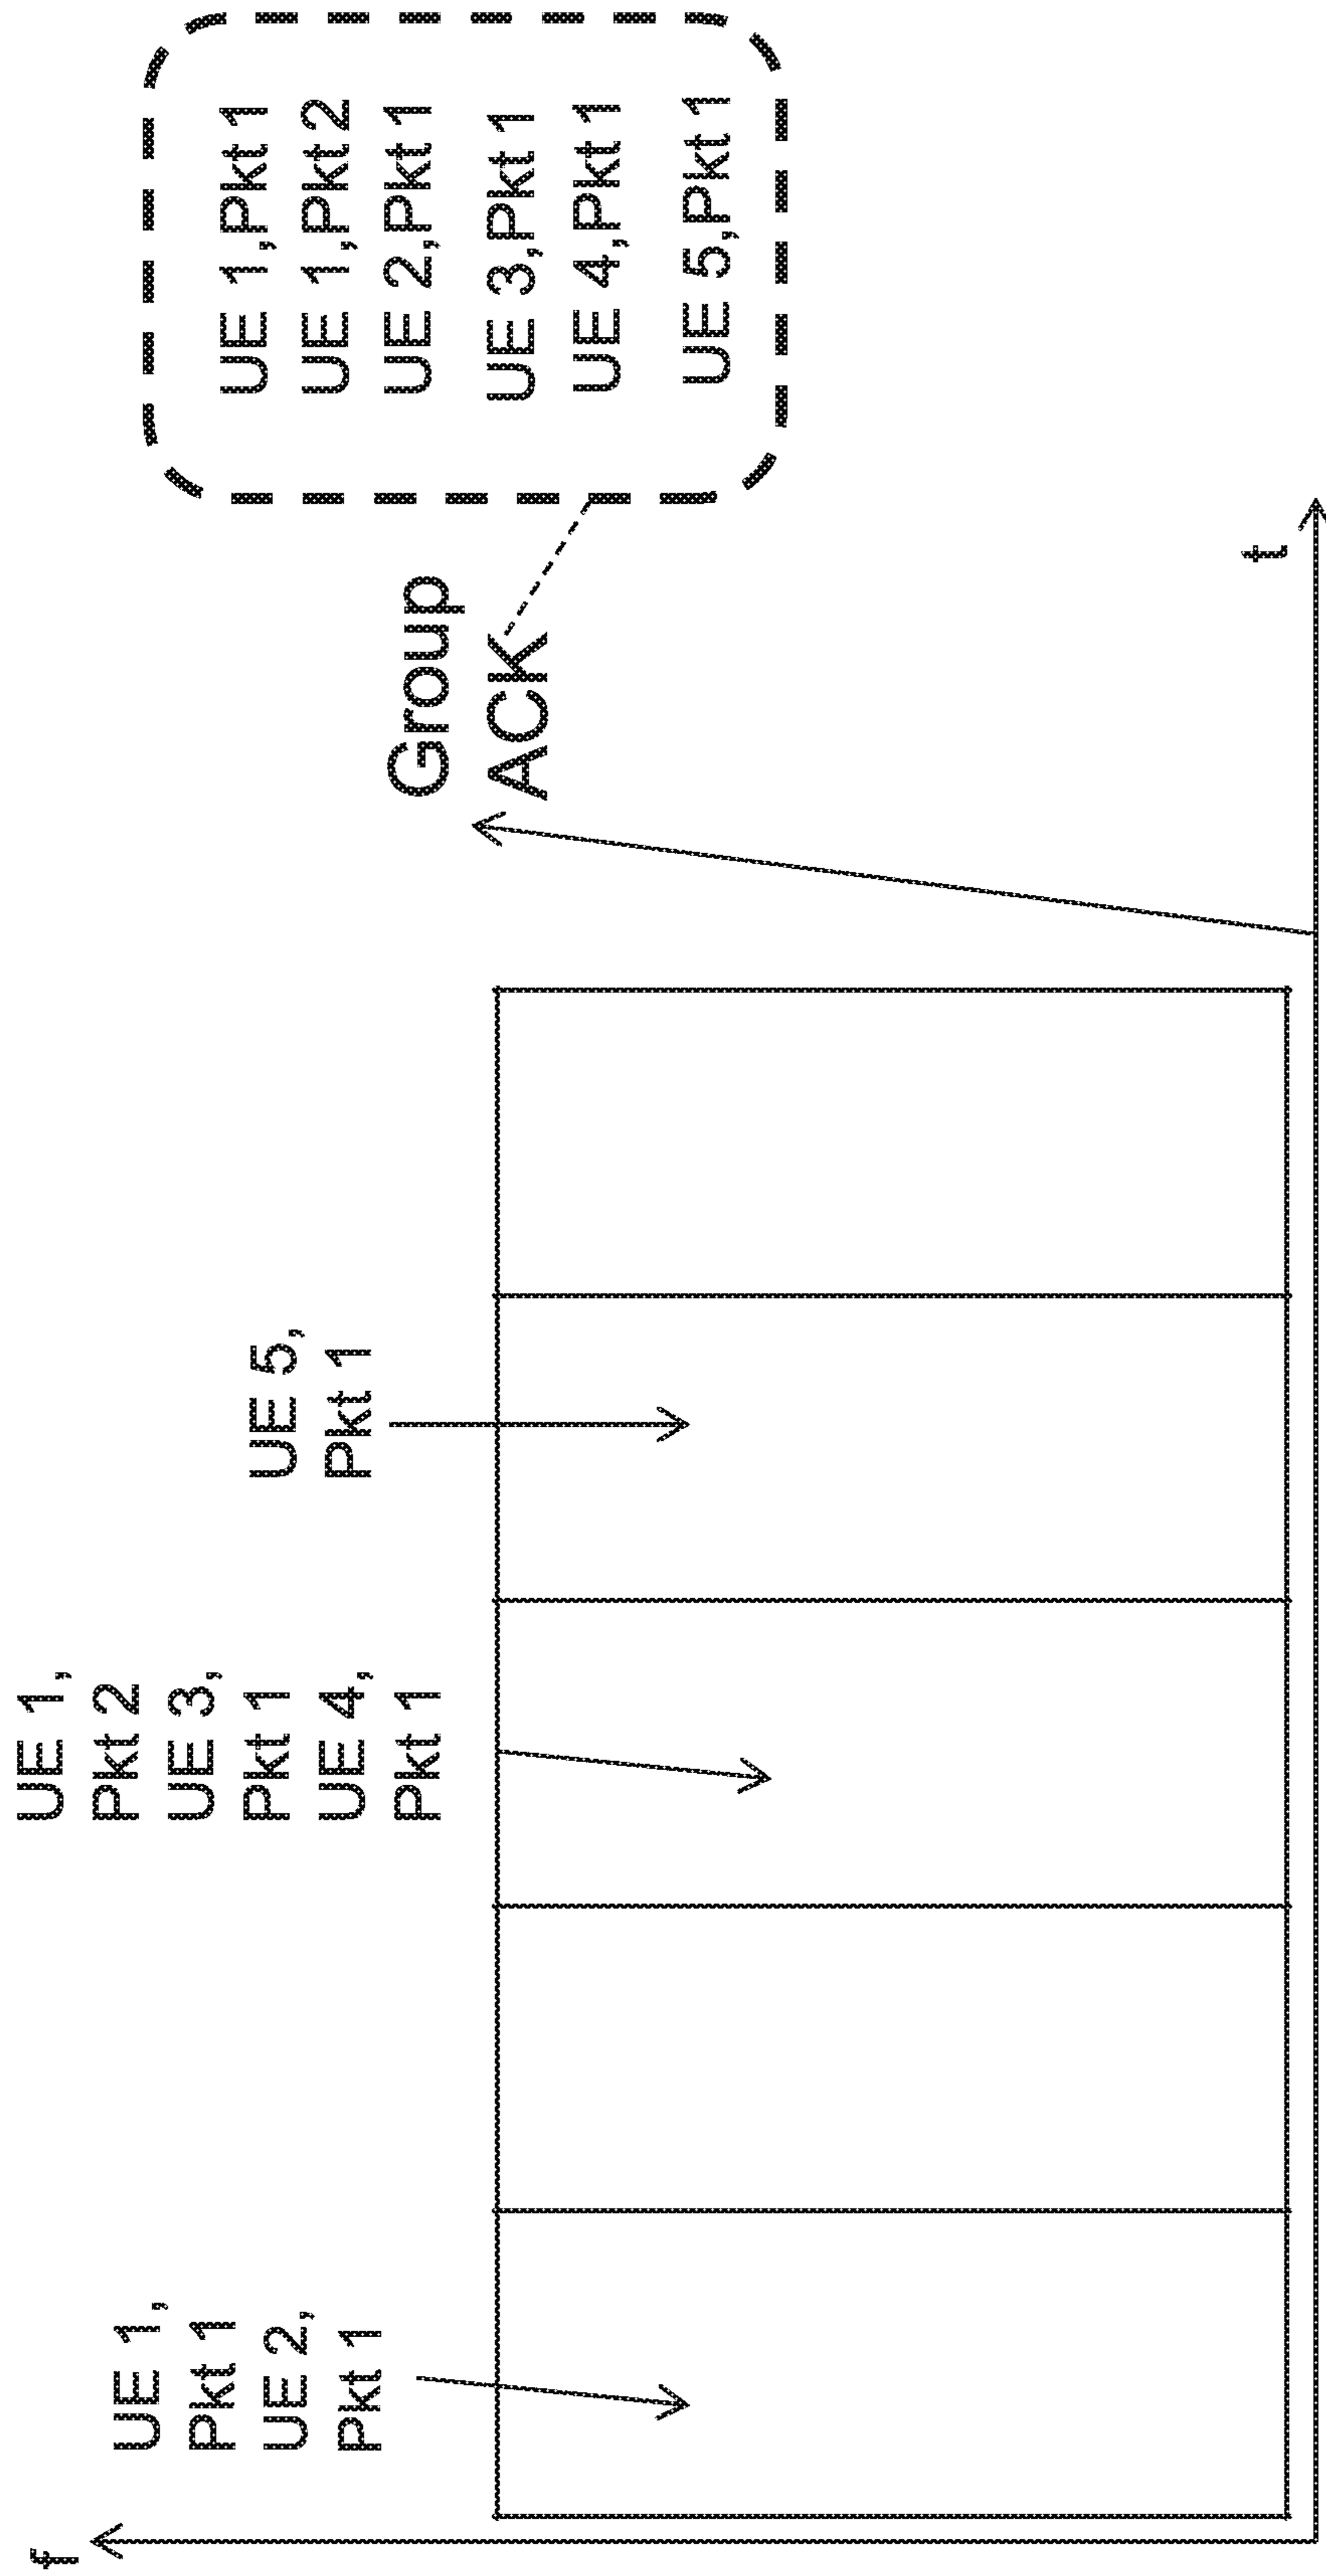 f
UE 1,
Pkt 1
UE 2,
Pkt 1
UE 1,
Pkt 2
UE 3,
Pkt 1
UE 4,
Pkt 1
UE 5,
Pkt 1
Group
ACK
UE 1,Pkt 1
UE 1,Pkt 2
UE 2,Pkt 1
UE 3,Pkt 1
UE 4,Pkt 1
UE 5,Pkt 1
t